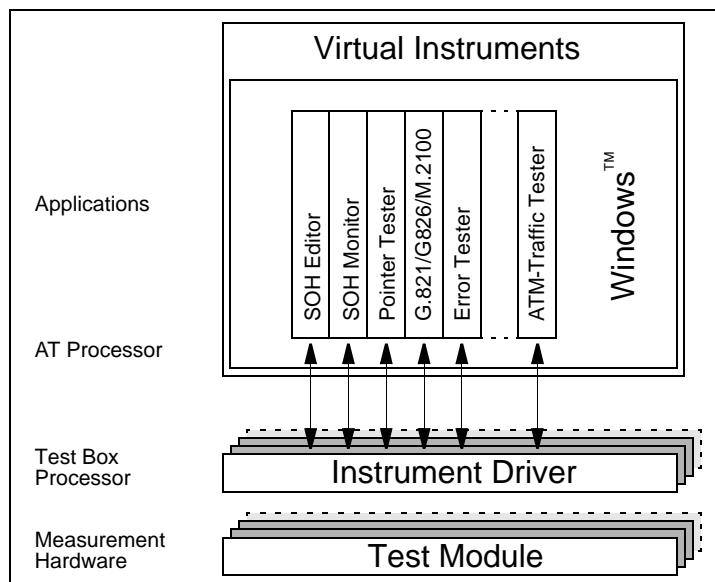 Virtual Instruments
Applications
SOH Editor
SOH Monitor
Pointer Tester
G.821/G826/M.2100
Error Tester
ATM-Traffic Tester
Windows™
AT Processor
Test Box
Processor
Instrument Driver
Measurement
Hardware
Test Module